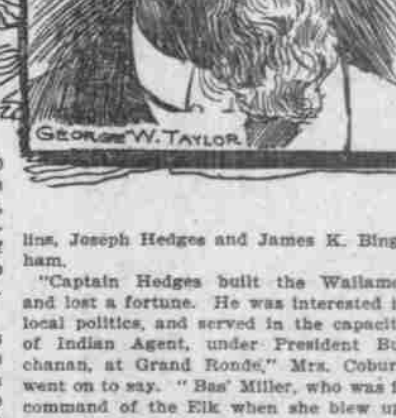 GEORGE W. TAYLOR
lins, Joseph Hedges and James K. Bing
ham.
"Captain Hedges built the Wallame
and lost a fortune. He was interested i
local politics, and served in the capacit
of Indian Agent, under President Bu
chanan, at Grand Ronde," Mrs. Cobur
went on to say. " Bas' Miller, who was i
command of the Elk when she blew u